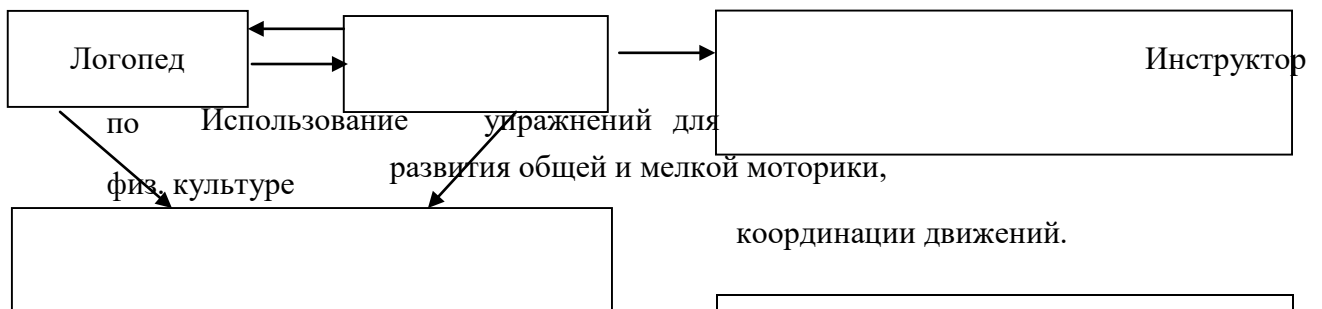 Логопед Инструктор
по Использование упражнений для
развития общей и мелкой моторики,
физ. культуре
координации движений.